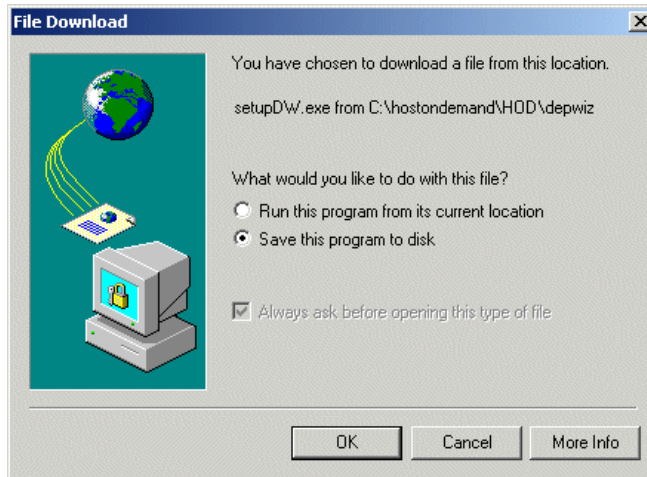 File Download
You have chosen to download a file from this location.
setupDW.exe from C:\hostondemand\HOD\depwiz
What would you like to do with this file?
Run this program from its current location
Save this program to disk
Always ask before opening this type of file
OK
Cancel
More Info